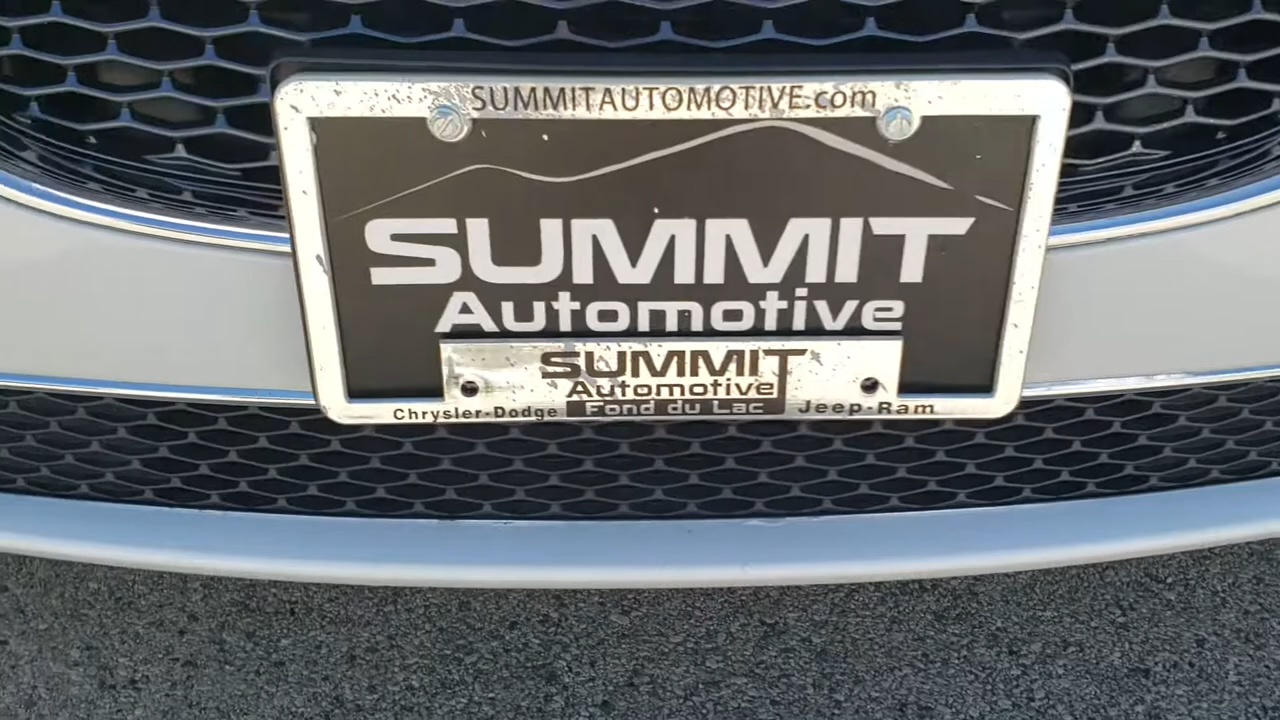 SUMMITAUTOMOTIVE.com
SUMMIT
Automotive
SUMMIT
Automotive
Chrysler-Dodge Fond du Lac Jeep-Ram